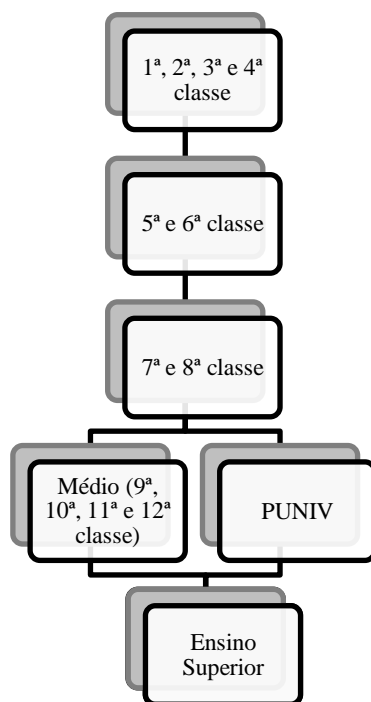 1ª, 2ª, 3ª e 4ª
classe
5ª e 6ª classe
7ª e 8ª classe
Médio (9ª,
10ª, 11ª e 12ª
classe)
PUNIV
Ensino
Superior